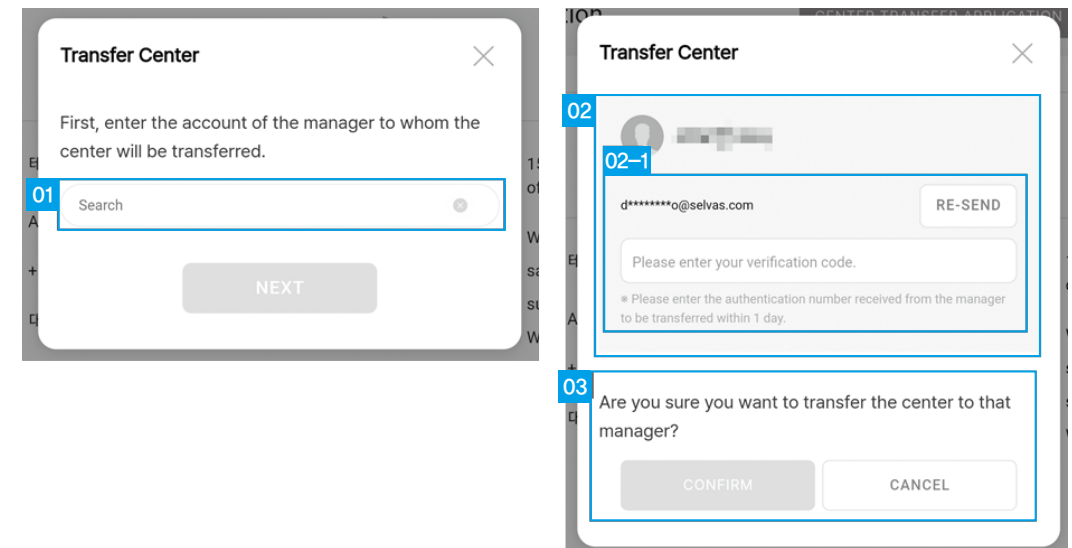 Transfer Center
First, enter the account of the manager to whom the
center will be transferred.
01
Search
NEXT
CENTER TRANSFER APPLICATION
Transfer Center
02
02-1
d********o@selvas.com
RE-SEND
Please enter your verification code.
※ Please enter the authentication number received from the manager
to be transferred within 1 day.
03
Are you sure you want to transfer the center to that
manager?
CONFIRM
CANCEL